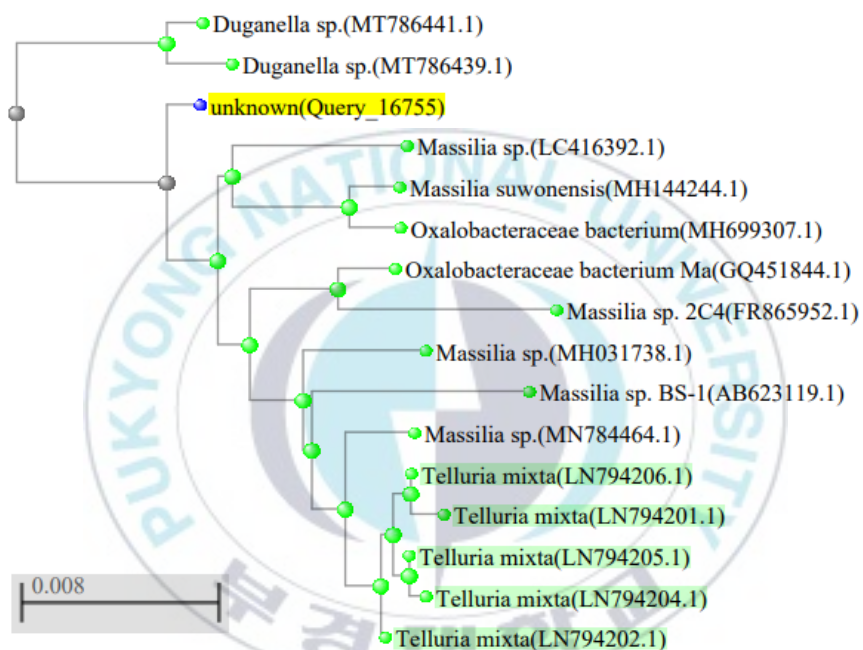 Duganella sp.(MT786441.1)
Duganella sp.(MT786439.1)
unknown(Query_16755)
Massilia sp.(LC416392.1)
Massilia suwonensis(MH144244.1)
Oxalobacteraceae bacterium(MH699307.1)
Oxalobacteraceae bacterium Ma(GQ451844.1)
Massilia sp. 2C4(FR865952.1)
Massilia sp.(MH031738.1)
Massilia sp. BS-1(AB623119.1)
Massilia sp.(MN784464.1)
Telluria mixta(LN794206.1)
Telluria mixta(LN794201.1)
Telluria mixta(LN794205.1)
Telluria mixta(LN794204.1)
Telluria mixta(LN794202.1)
0.008
PUKYONG NATIONAL UNIVERSITY